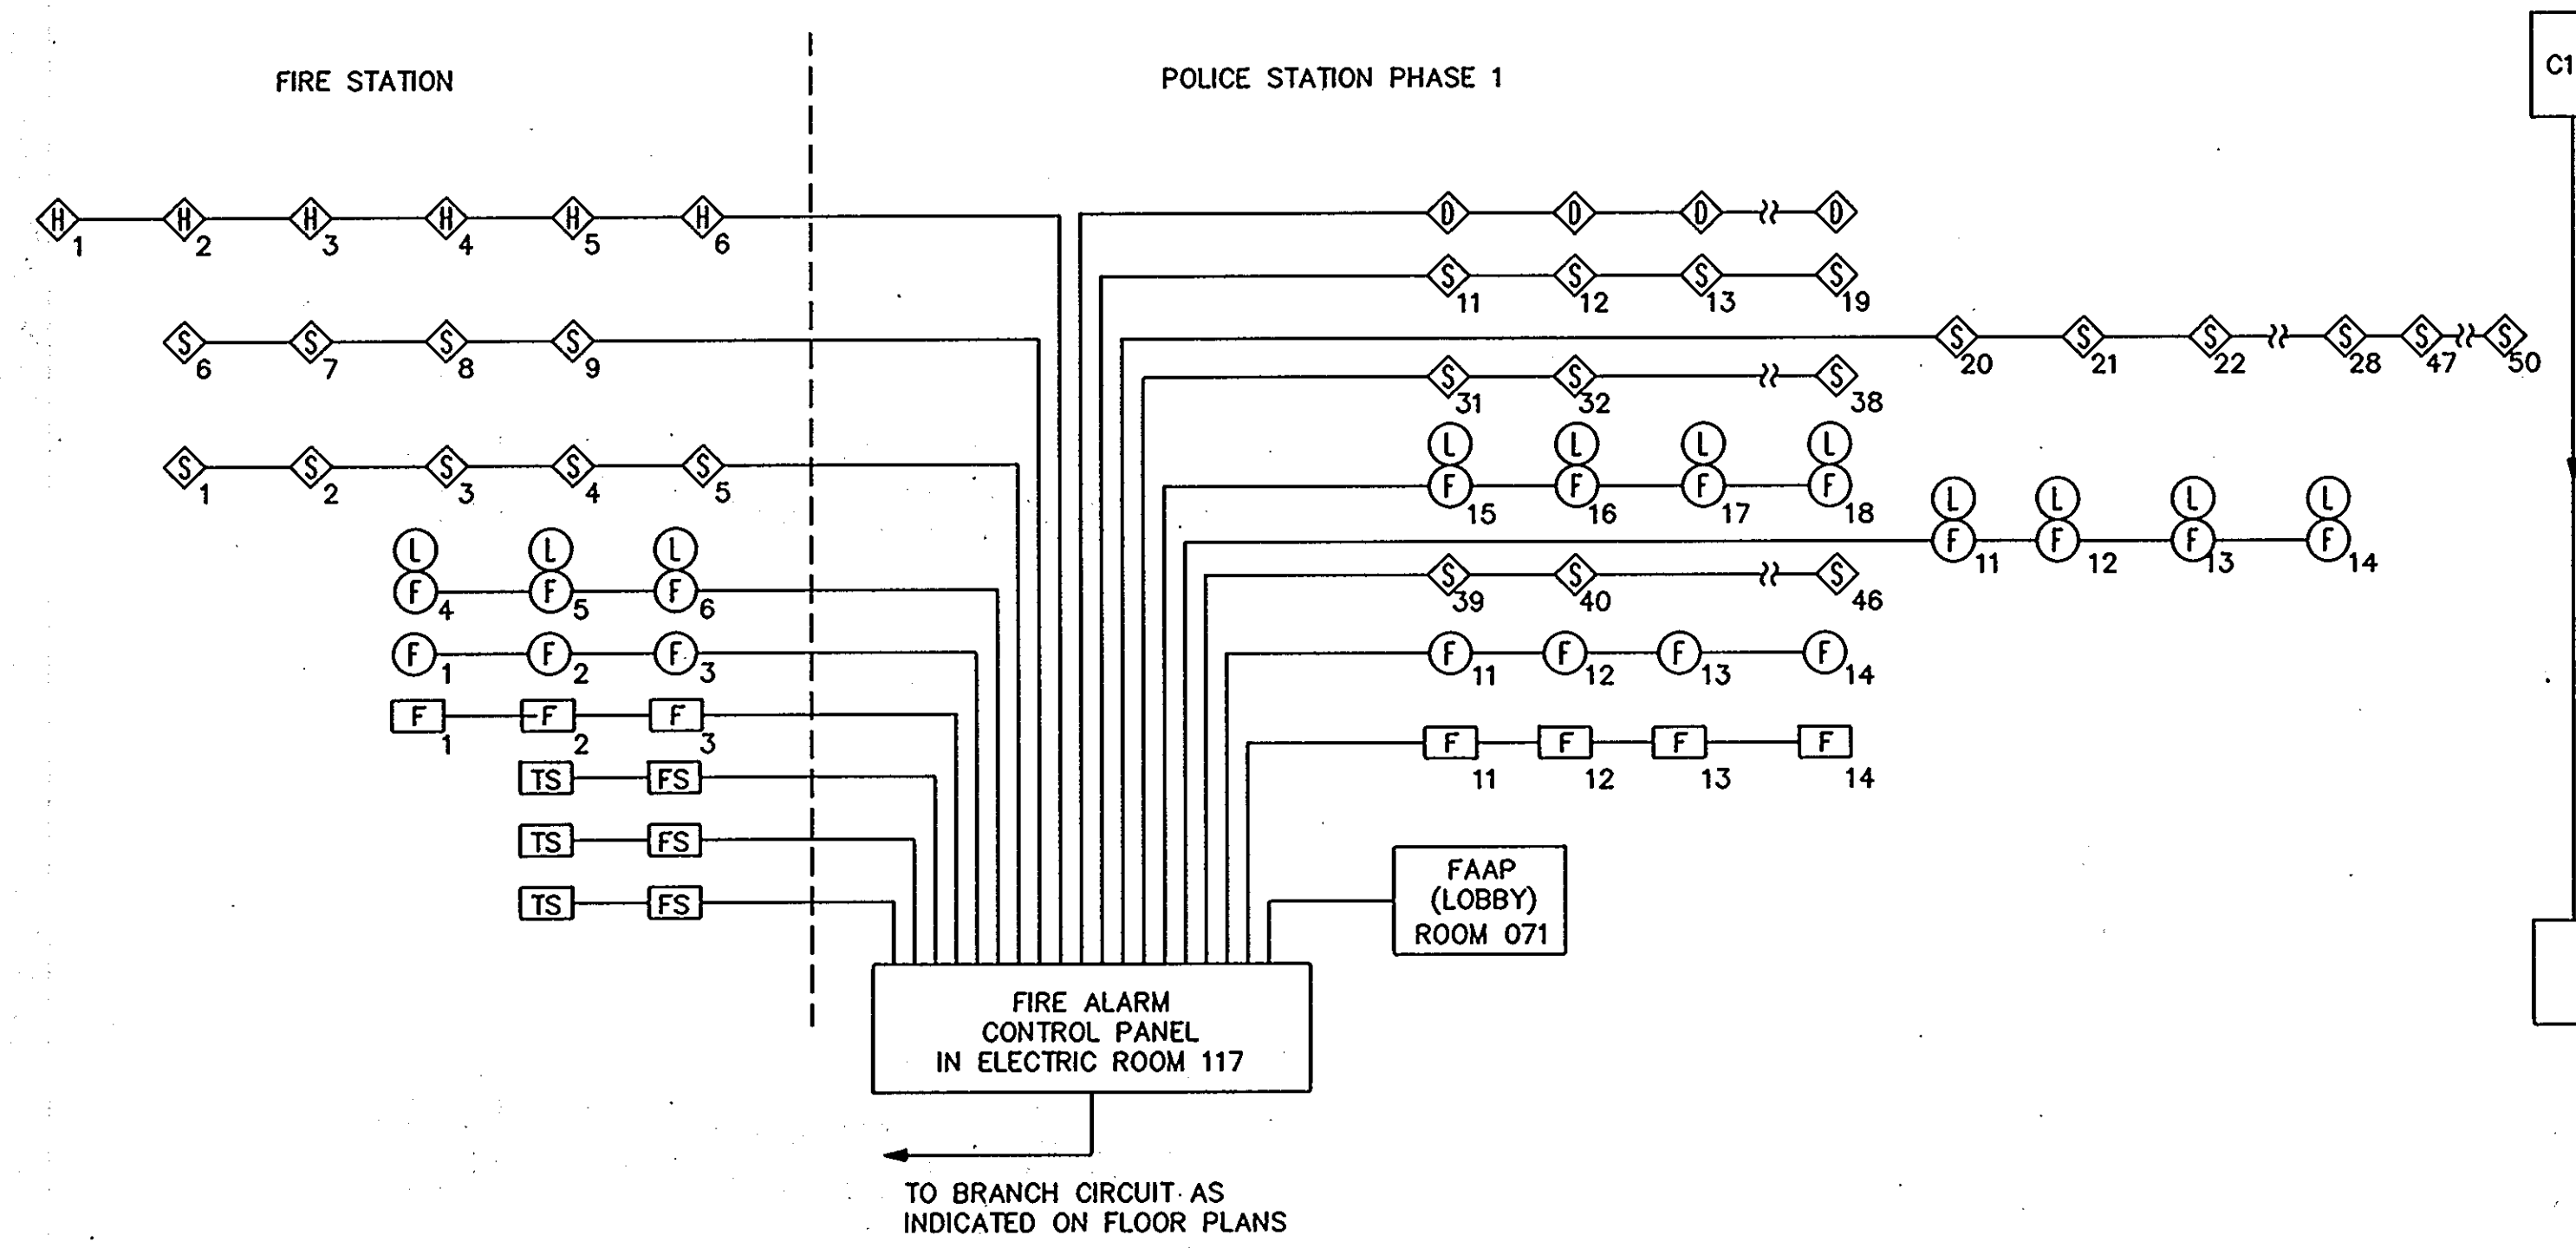 FIRE STATION
POLICE STATION PHASE 1
C1
H H H H H H
1 2 3 4 5 6
D D D D
S S S S
11 12 13 19
S S S S
6 7 8 9
S S S S S S
20 21 22 28 47 50
S S S
31 32 38
S S S S S
1 2 3 4 5
L L L L
F F F F
15 16 17 18
L L L L
F F F F
11 12 13 14
L L L
F F F
4 5 6
S S S
39 40 46
F F F
1 2 3
F F F F
11 12 13 14
F F F
1 2 3
F F F F
11 12 13 14
TS FS
TS FS
TS FS
FAAP
(LOBBY)
ROOM 071
FIRE ALARM
CONTROL PANEL
IN ELECTRIC ROOM 117
TO BRANCH CIRCUIT AS
INDICATED ON FLOOR PLANS